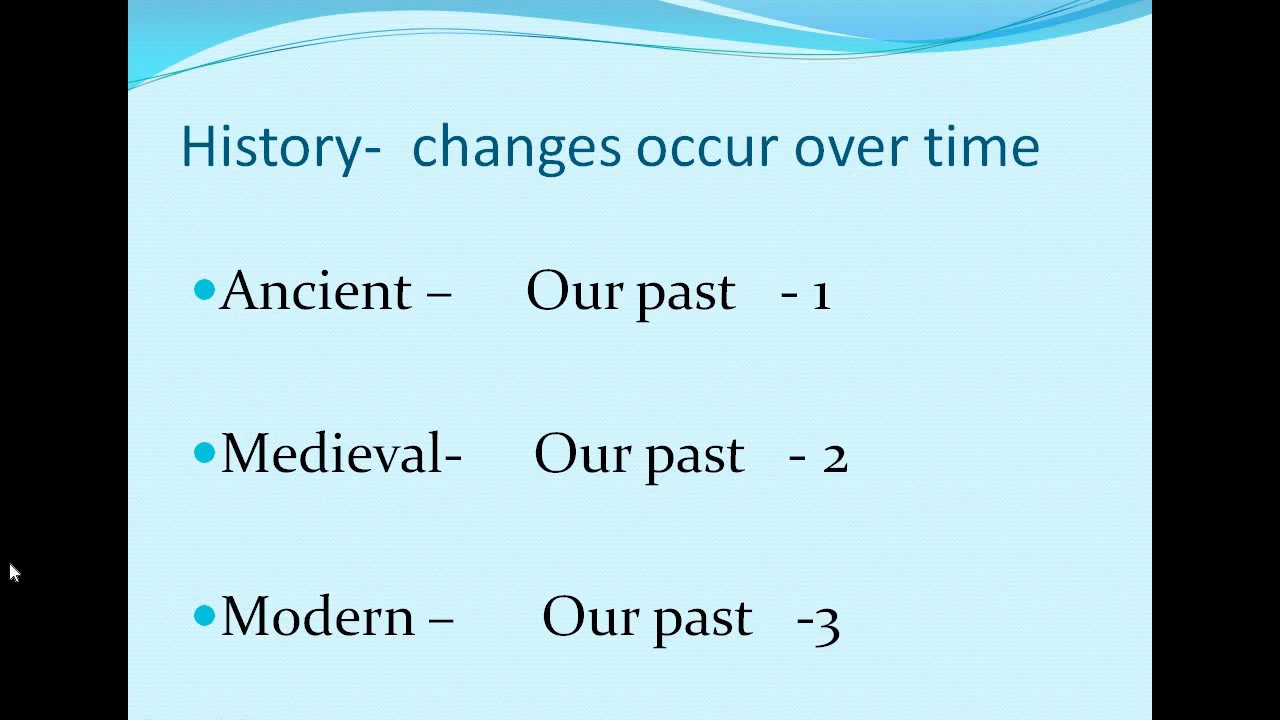 History-  changes occur over time
•Ancient –     Our past   - 1
•Medieval-     Our past   - 2
•Modern –      Our past   -3